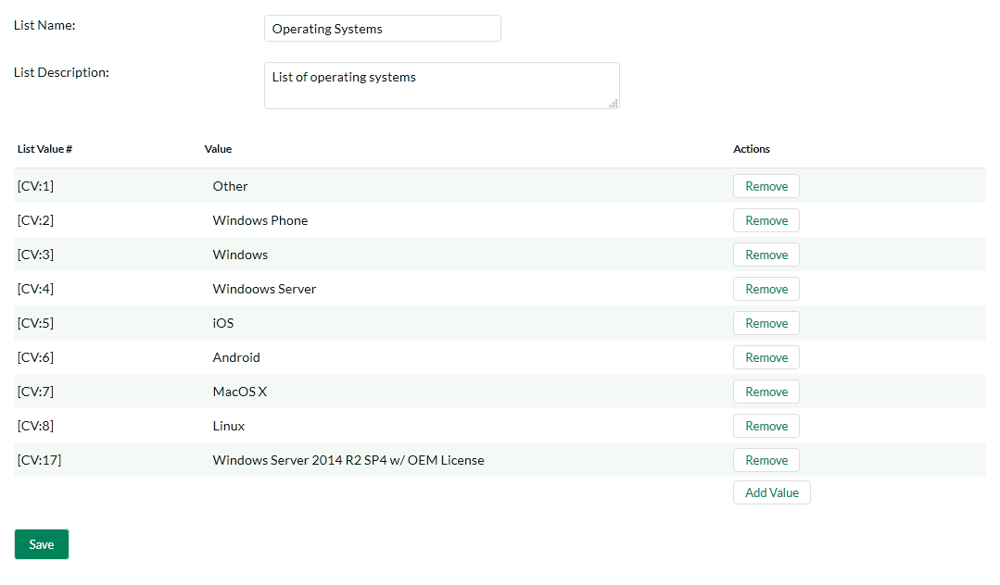 List Name:
Operating Systems
List Description:
List of operating systems
List Value # Value Actions
[CV:1] Other Remove
[CV:2] Windows Phone Remove
[CV:3] Windows Remove
[CV:4] Windoows Server Remove
[CV:5] iOS Remove
[CV:6] Android Remove
[CV:7] MacOS X Remove
[CV:8] Linux Remove
[CV:17] Windows Server 2014 R2 SP4 w/ OEM License Remove
Add Value
Save